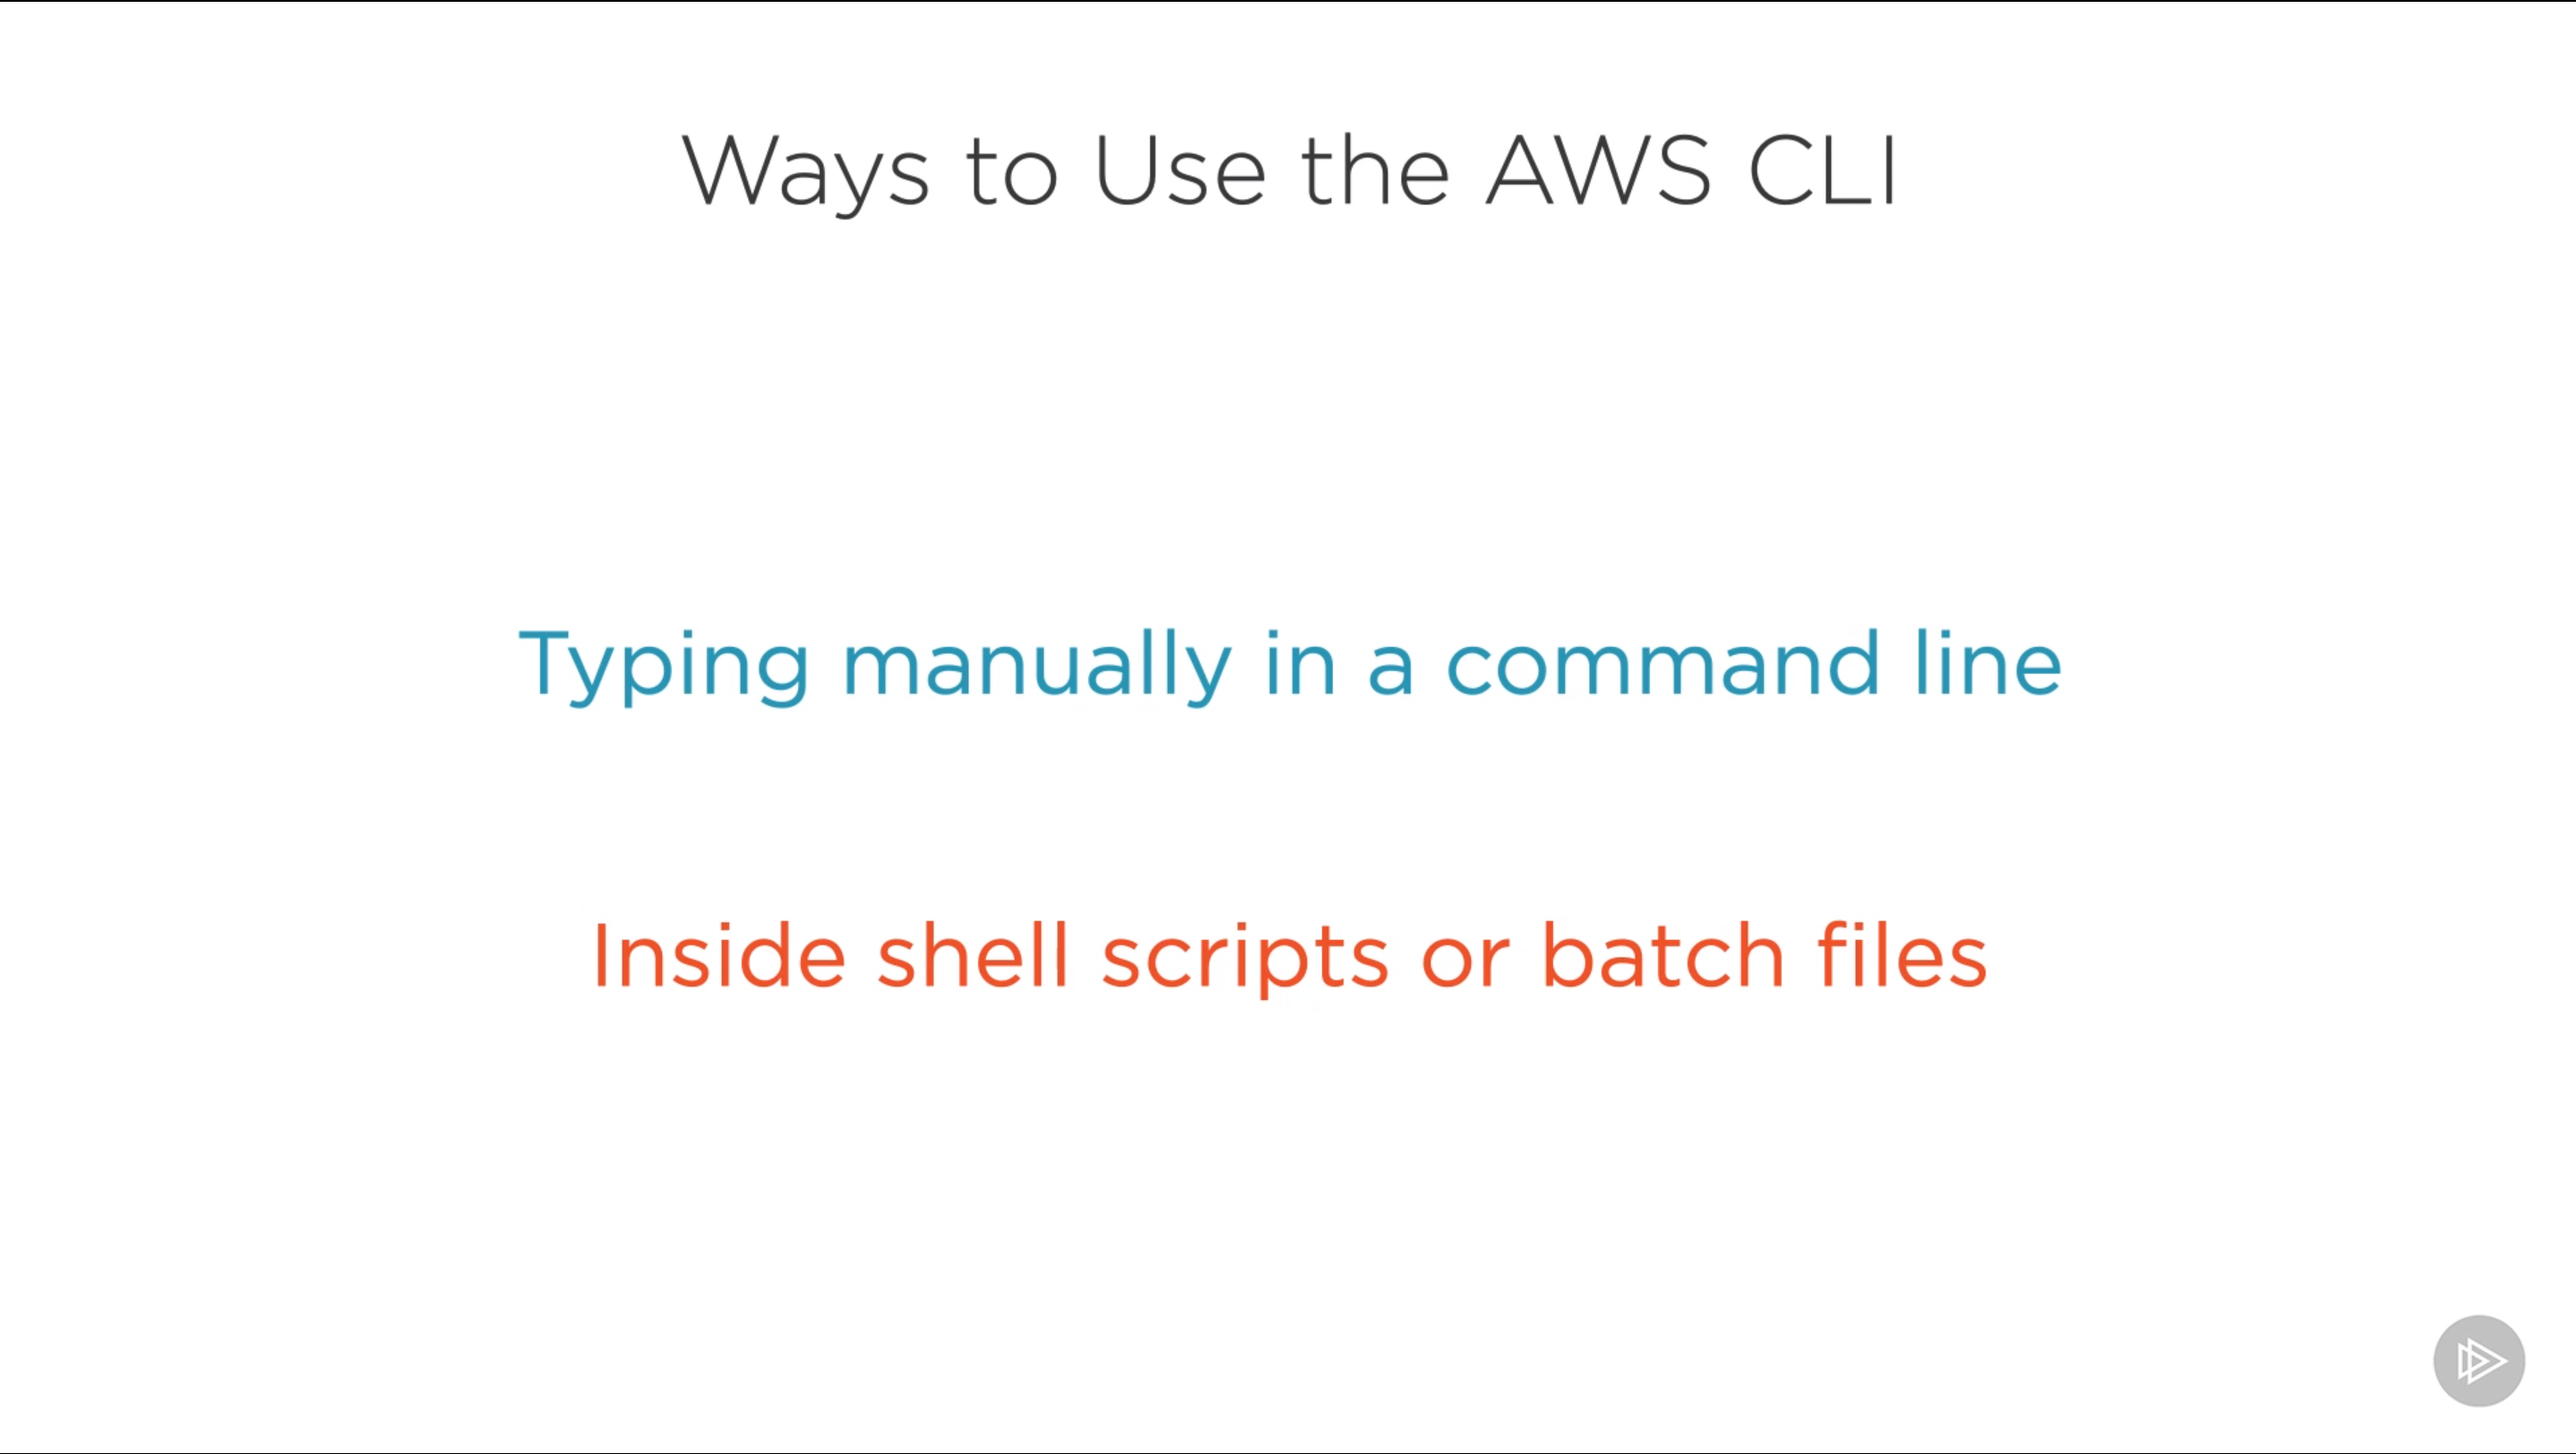 Ways to Use the AWS CLI
Typing manually in a command line
Inside shell scripts or batch files